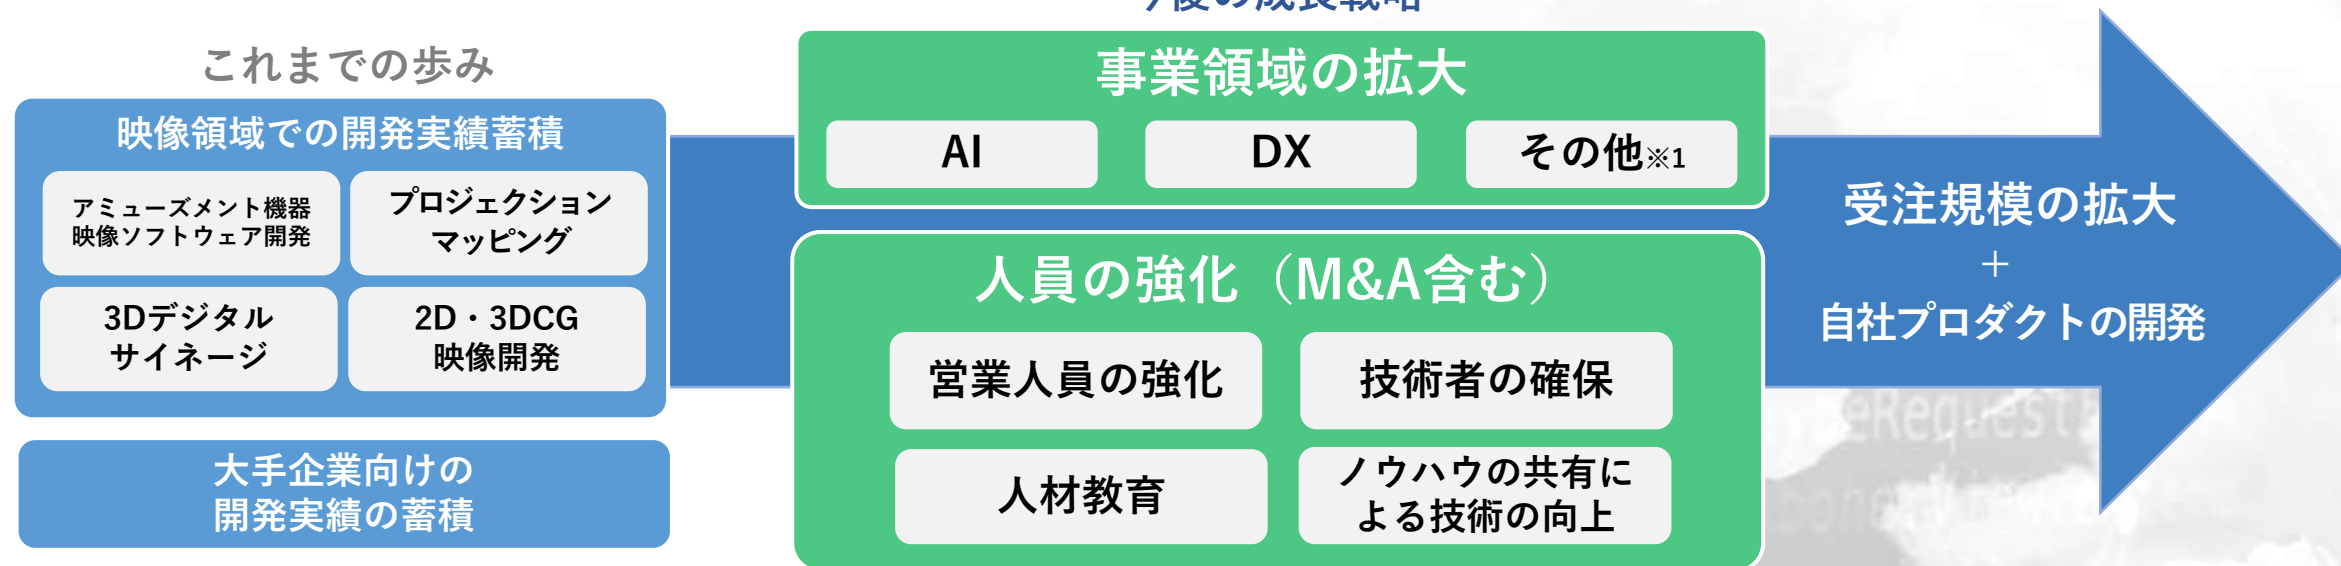 今後の成長戦略
これまでの歩み
映像領域での開発実績蓄積
アミューズメント機器
映像ソフトウェア開発
プロジェクション
マッピング
3Dデジタル
サイネージ
2D・3DCG
映像開発
大手企業向けの
開発実績の蓄積
事業領域の拡大
AI
DX
その他※1
人員の強化（M&A含む）
営業人員の強化
技術者の確保
人材教育
ノウハウの共有に
よる技術の向上
受注規模の拡大
＋
自社プロダクトの開発